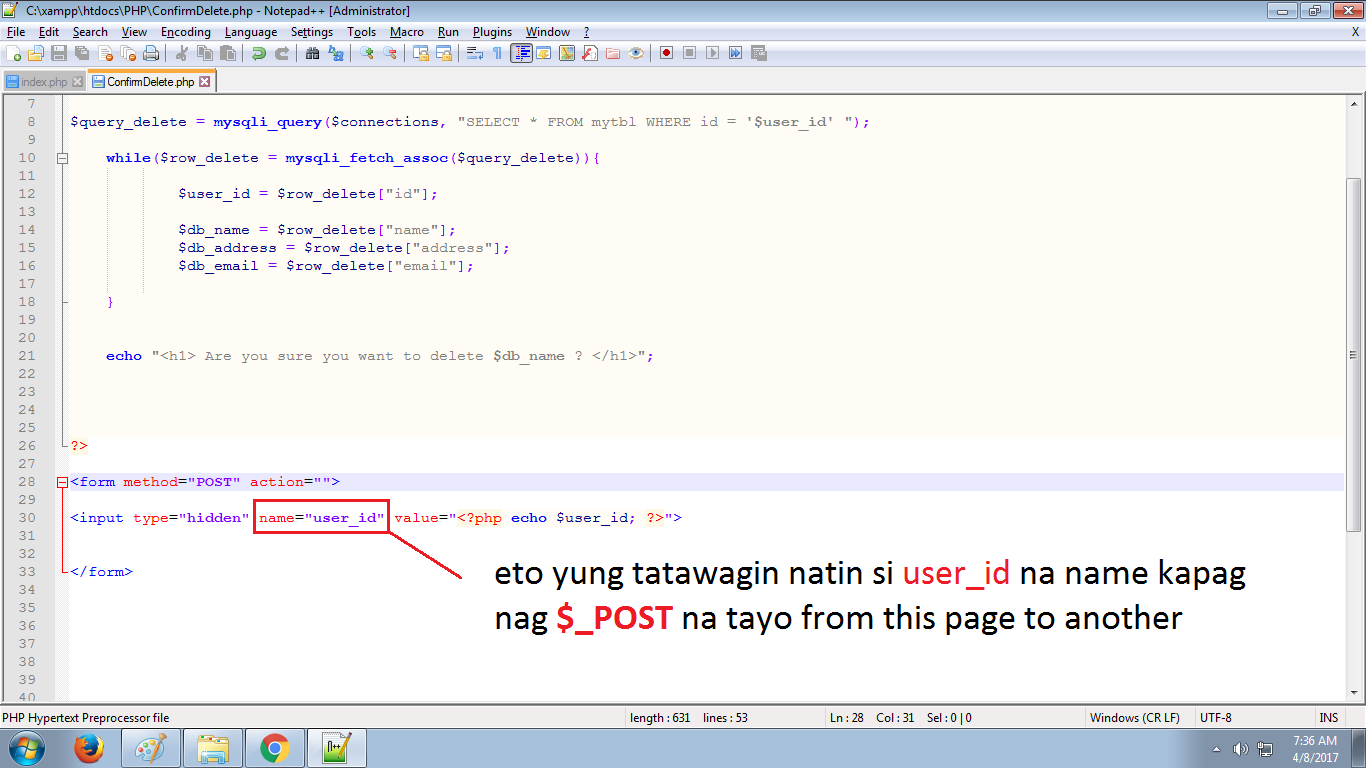 C:\xampp\htdocs\PHP\ConfirmDelete.php - Notepad++ [Administrator]
File Edit Search View Encoding Language Settings Tools Macro Run Plugins Window ? X
index.php ConfirmDelete.php
7
8 $query_delete = mysqli_query($connections, "SELECT * FROM mytbl WHERE id = '$user_id' ");
9
10 while($row_delete = mysqli_fetch_assoc($query_delete)){
11
12 $user_id = $row_delete["id"];
13
14 $db_name = $row_delete["name"];
15 $db_address = $row_delete["address"];
16 $db_email = $row_delete["email"];
17
18 }
19
20
21 echo "<h1> Are you sure you want to delete $db_name ? </h1>";
22
23
24
25
26 ?>
27
28 <form method="POST" action="">
29
30 <input type="hidden" name="user_id" value="<?php echo $user_id; ?>">
31
32
33 </form>
eto yung tatawagin natin si user_id na name kapag
nag $_POST na tayo from this page to another
34
35
36
37
38
39
40
PHP Hypertext Preprocessor file length : 631 lines : 53 Ln : 28 Col : 31 Sel : 0 | 0 Windows (CR LF) UTF-8 INS
7:36 AM
4/8/2017